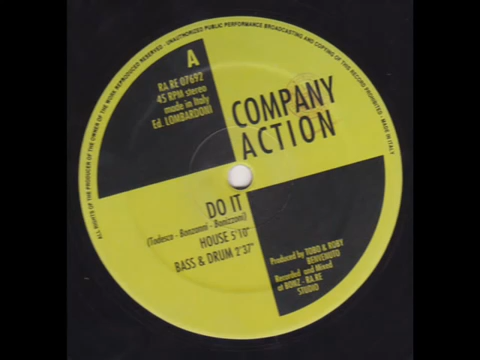 ALL RIGHTS OF THE PRODUCER OF THE OWNER OF THE WORK REPRODUCED RESERVED - UNAUTHORIZED PUBLIC PERFORMANCE BROADCASTING AND COPYING OF THIS RECORD PROHIBITED - MADE IN ITALY
A
RA.RE 07692
45 RPM stereo
made in Italy
Ed. LOMBARDONI
COMPANY
ACTION
DO IT
(Tedesco - Bonzanni - Bonizzoni)
HOUSE 5'10"
BASS & DRUM 2'37"
Produced by TOBO & ROBY
BENVENUTO
Recorded and Mixed
at BONZ - RA.RE
STUDIO